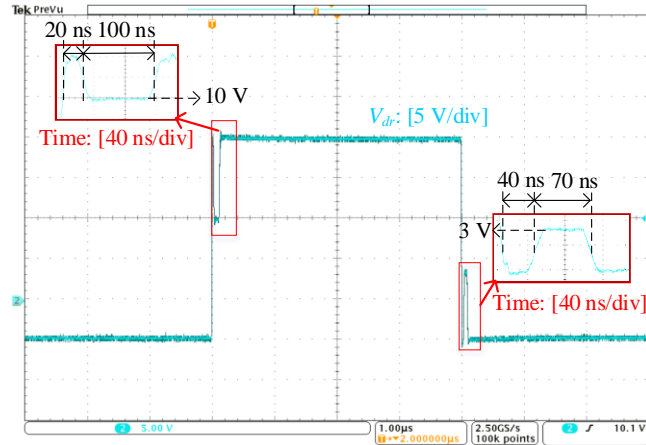 Tek PreVu
T
20 ns 100 ns
10 V
Time: [40 ns/div]
Vdr: [5 V/div]
40 ns 70 ns
3 V
Time: [40 ns/div]
2
2 5.00 V
1.00µs
T→▾2.000000µs
2.50GS/s
100k points
2 10.1 V